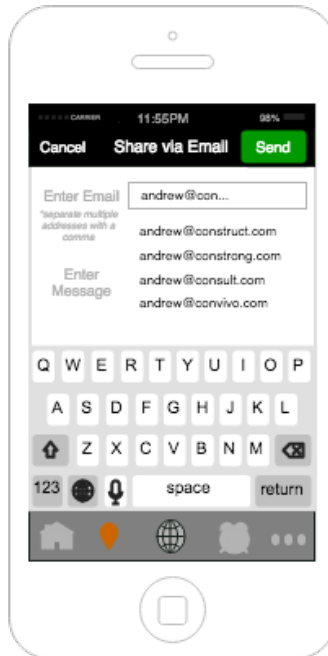 CARRIER 11:55PM 98%
Cancel Share via Email Send
Enter Email andrew@con...
*separate multiple
addresses with a
comma
andrew@construct.com
andrew@constrong.com
Enter
Message
andrew@consult.com
andrew@convivo.com
Q W E R T Y U I O P
A S D F G H J K L
Z X C V B N M
123 space return